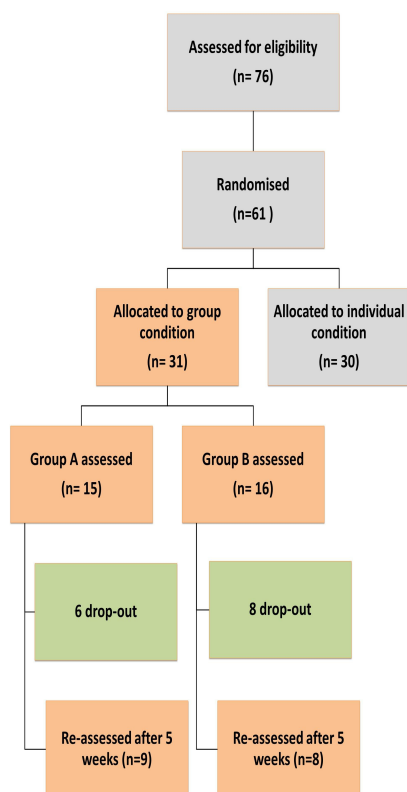 Assessed for eligibility
(n= 76)
Randomised
(n=61 )
Allocated to group
condition
(n= 31)
Allocated to individual
condition
(n= 30)
Group A assessed
(n= 15)
Group B assessed
(n= 16)
6 drop-out
8 drop-out
Re-assessed after 5
weeks (n=9)
Re-assessed after 5
weeks (n=8)